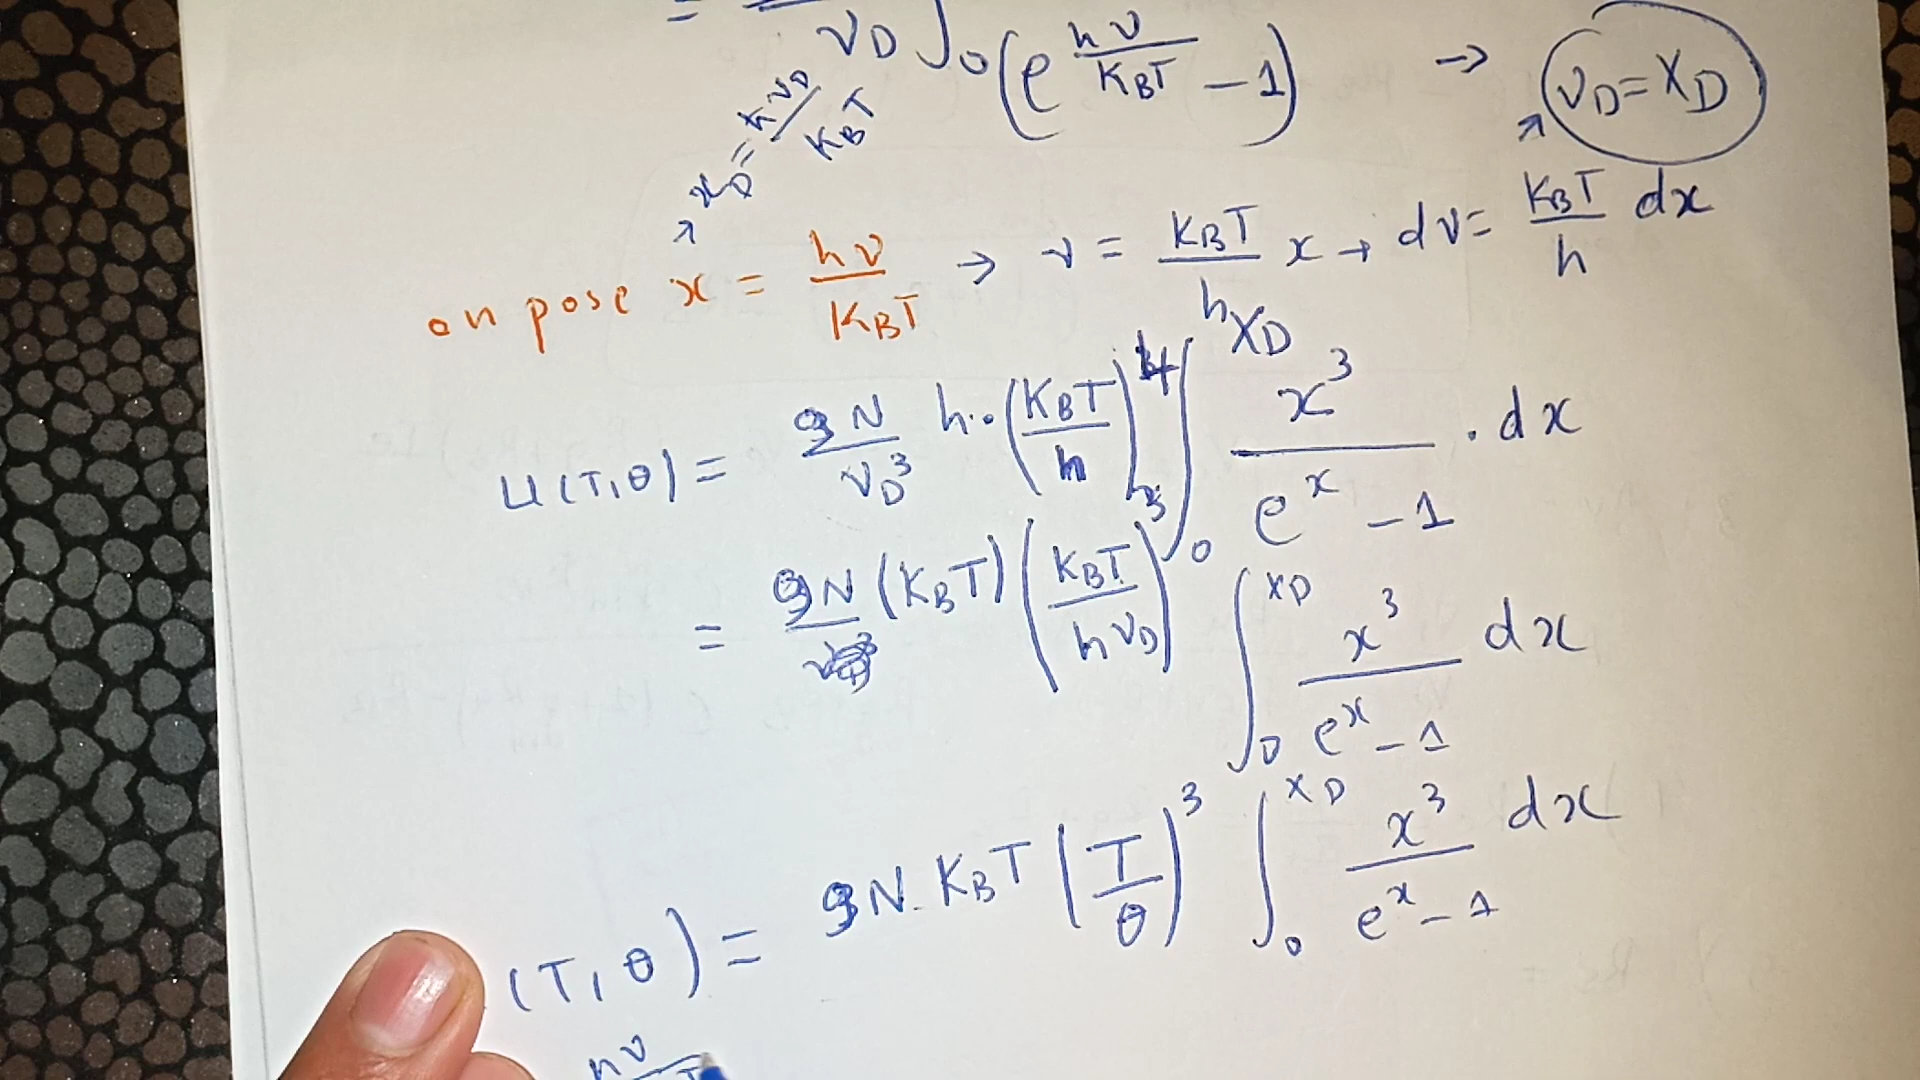 = ν_D ∫_0 (e^{hν/K_BT} - 1) → ν_D = X_D
↗ x_D = hν_D/K_BT
on pose x = hν/K_BT → ν = K_BT/h x → dν = K_BT/h dx
U(T,θ) = 9N/ν_D^3 h·(K_BT/h)^4 ∫_0^{X_D} x^3/(e^x - 1) . dx
= 9N (K_BT) (K_BT/hν_D)^3 ∫_0^{X_D} x^3/(e^x - 1) dx
(T,θ) = 9N. K_BT (T/θ)^3 ∫_0^{X_D} x^3/(e^x - 1) dx
hν